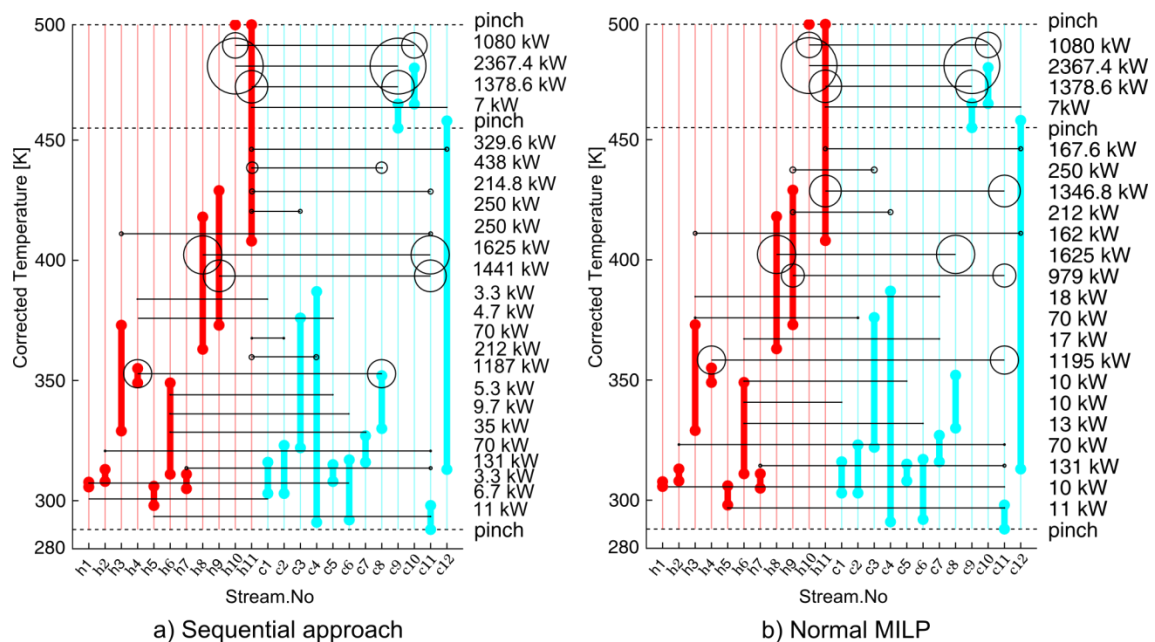 500
450
400
350
300
280
Corrected Temperature [K]
pinch
1080 kW
2367.4 kW
1378.6 kW
7 kW
pinch
329.6 kW
438 kW
214.8 kW
250 kW
250 kW
1625 kW
1441 kW
3.3 kW
4.7 kW
70 kW
212 kW
1187 kW
5.3 kW
9.7 kW
35 kW
70 kW
131 kW
3.3 kW
6.7 kW
11 kW
pinch
h1 h2 h3 h4 h5 h6 h7 h8 h9 h10 h11 c1 c2 c3 c4 c5 c6 c7 c8 c9 c10 c11 c12
Stream.No
a) Sequential approach
500
450
400
350
300
280
Corrected Temperature [K]
pinch
1080 kW
2367.4 kW
1378.6 kW
7kW
pinch
167.6 kW
250 kW
1346.8 kW
212 kW
162 kW
1625 kW
979 kW
18 kW
70 kW
17 kW
1195 kW
10 kW
10 kW
13 kW
70 kW
131 kW
10 kW
11 kW
pinch
h1 h2 h3 h4 h5 h6 h7 h8 h9 h10 h11 c1 c2 c3 c4 c5 c6 c7 c8 c9 c10 c11 c12
Stream.No
b) Normal MILP